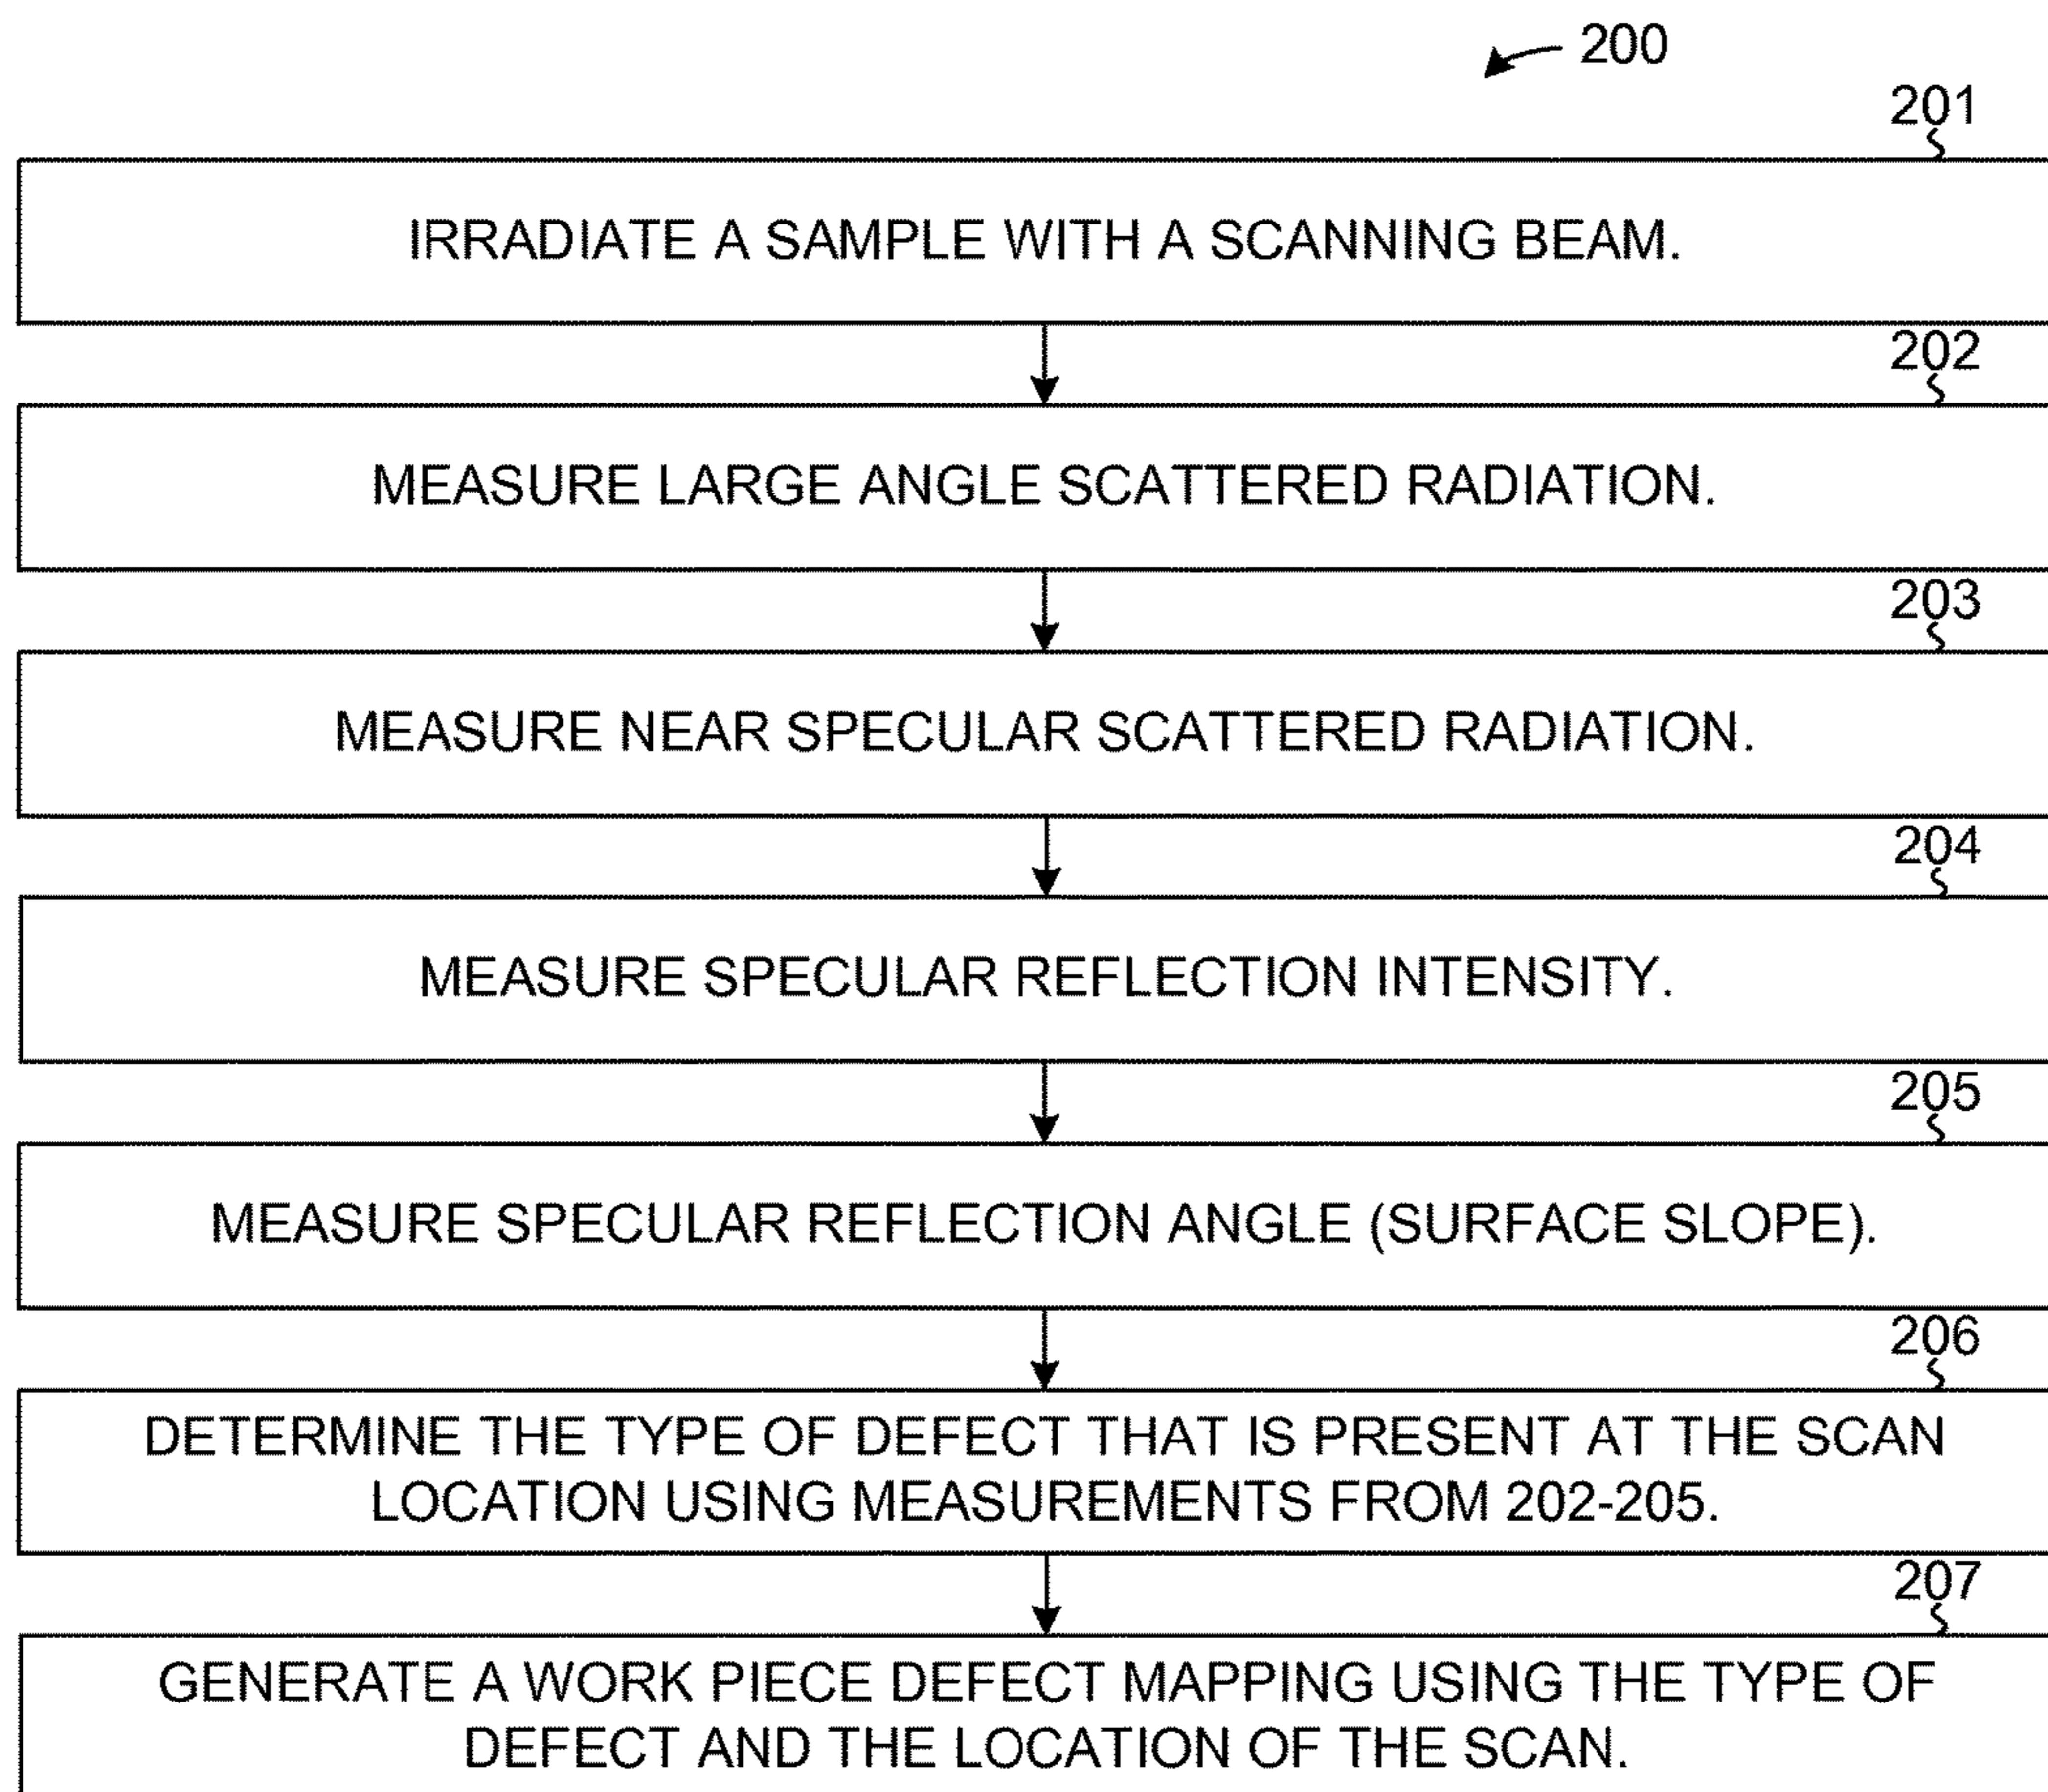 200
201
IRRADIATE A SAMPLE WITH A SCANNING BEAM.
202
MEASURE LARGE ANGLE SCATTERED RADIATION.
203
MEASURE NEAR SPECULAR SCATTERED RADIATION.
204
MEASURE SPECULAR REFLECTION INTENSITY.
205
MEASURE SPECULAR REFLECTION ANGLE (SURFACE SLOPE).
206
DETERMINE THE TYPE OF DEFECT THAT IS PRESENT AT THE SCAN
LOCATION USING MEASUREMENTS FROM 202-205.
207
GENERATE A WORK PIECE DEFECT MAPPING USING THE TYPE OF
DEFECT AND THE LOCATION OF THE SCAN.